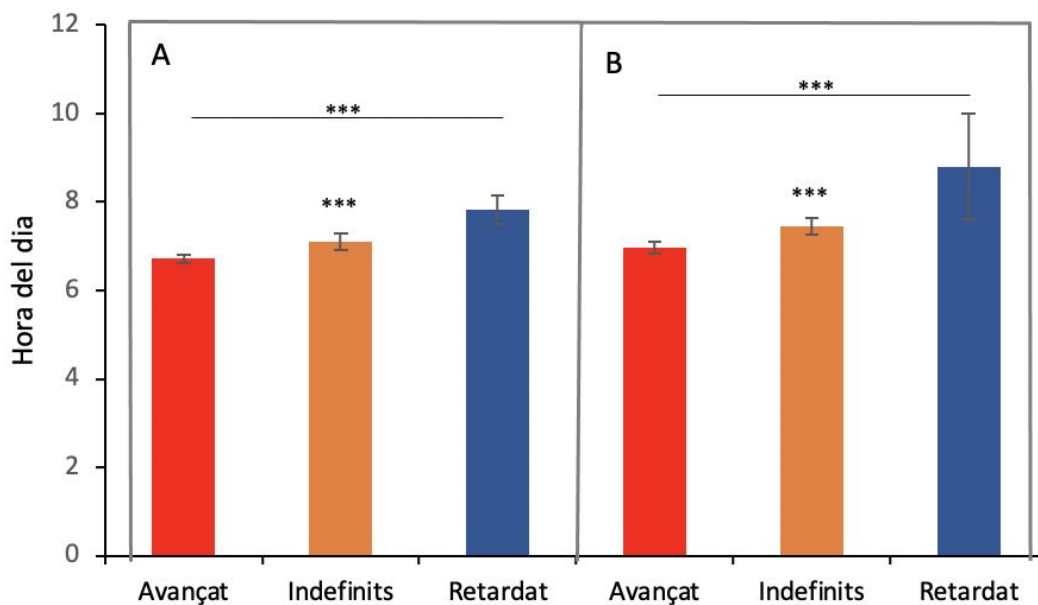 12
10
8
6
4
2
0
Hora del dia
A
***
***
B
***
***
Avançat Indefinits Retardat Avançat Indefinits Retardat